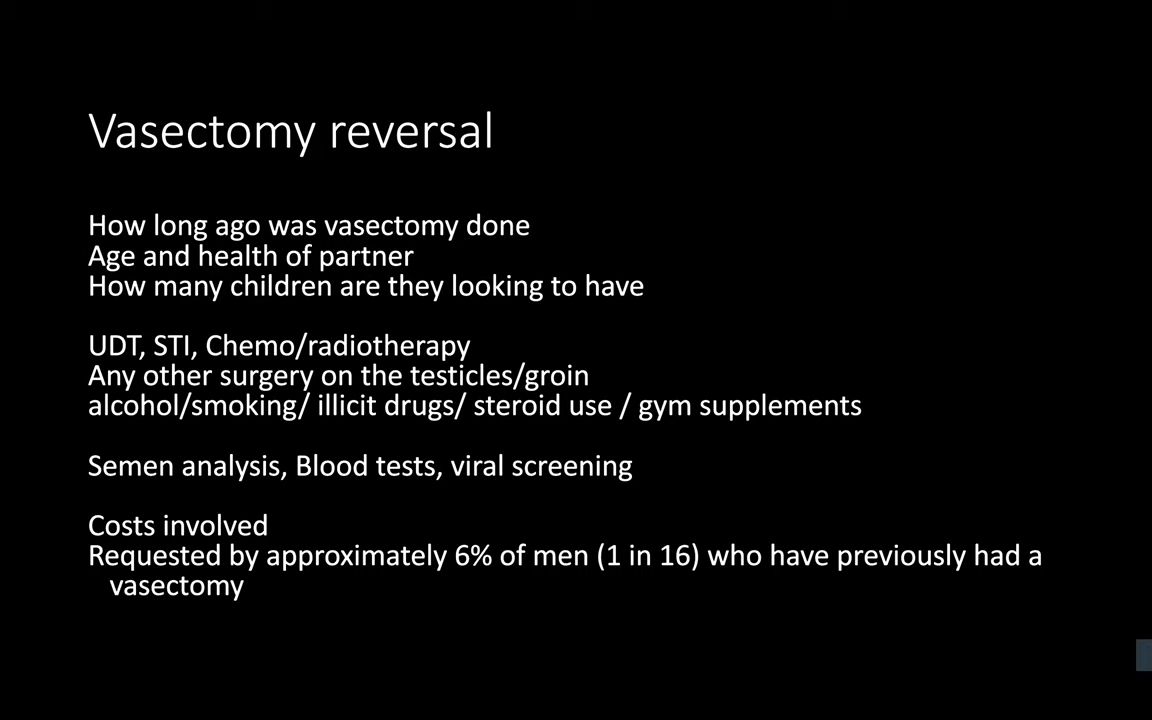 Vasectomy reversal
How long ago was vasectomy done
Age and health of partner
How many children are they looking to have
UDT, STI, Chemo/radiotherapy
Any other surgery on the testicles/groin
alcohol/smoking/ illicit drugs/ steroid use / gym supplements
Semen analysis, Blood tests, viral screening
Costs involved
Requested by approximately 6% of men (1 in 16) who have previously had a
vasectomy